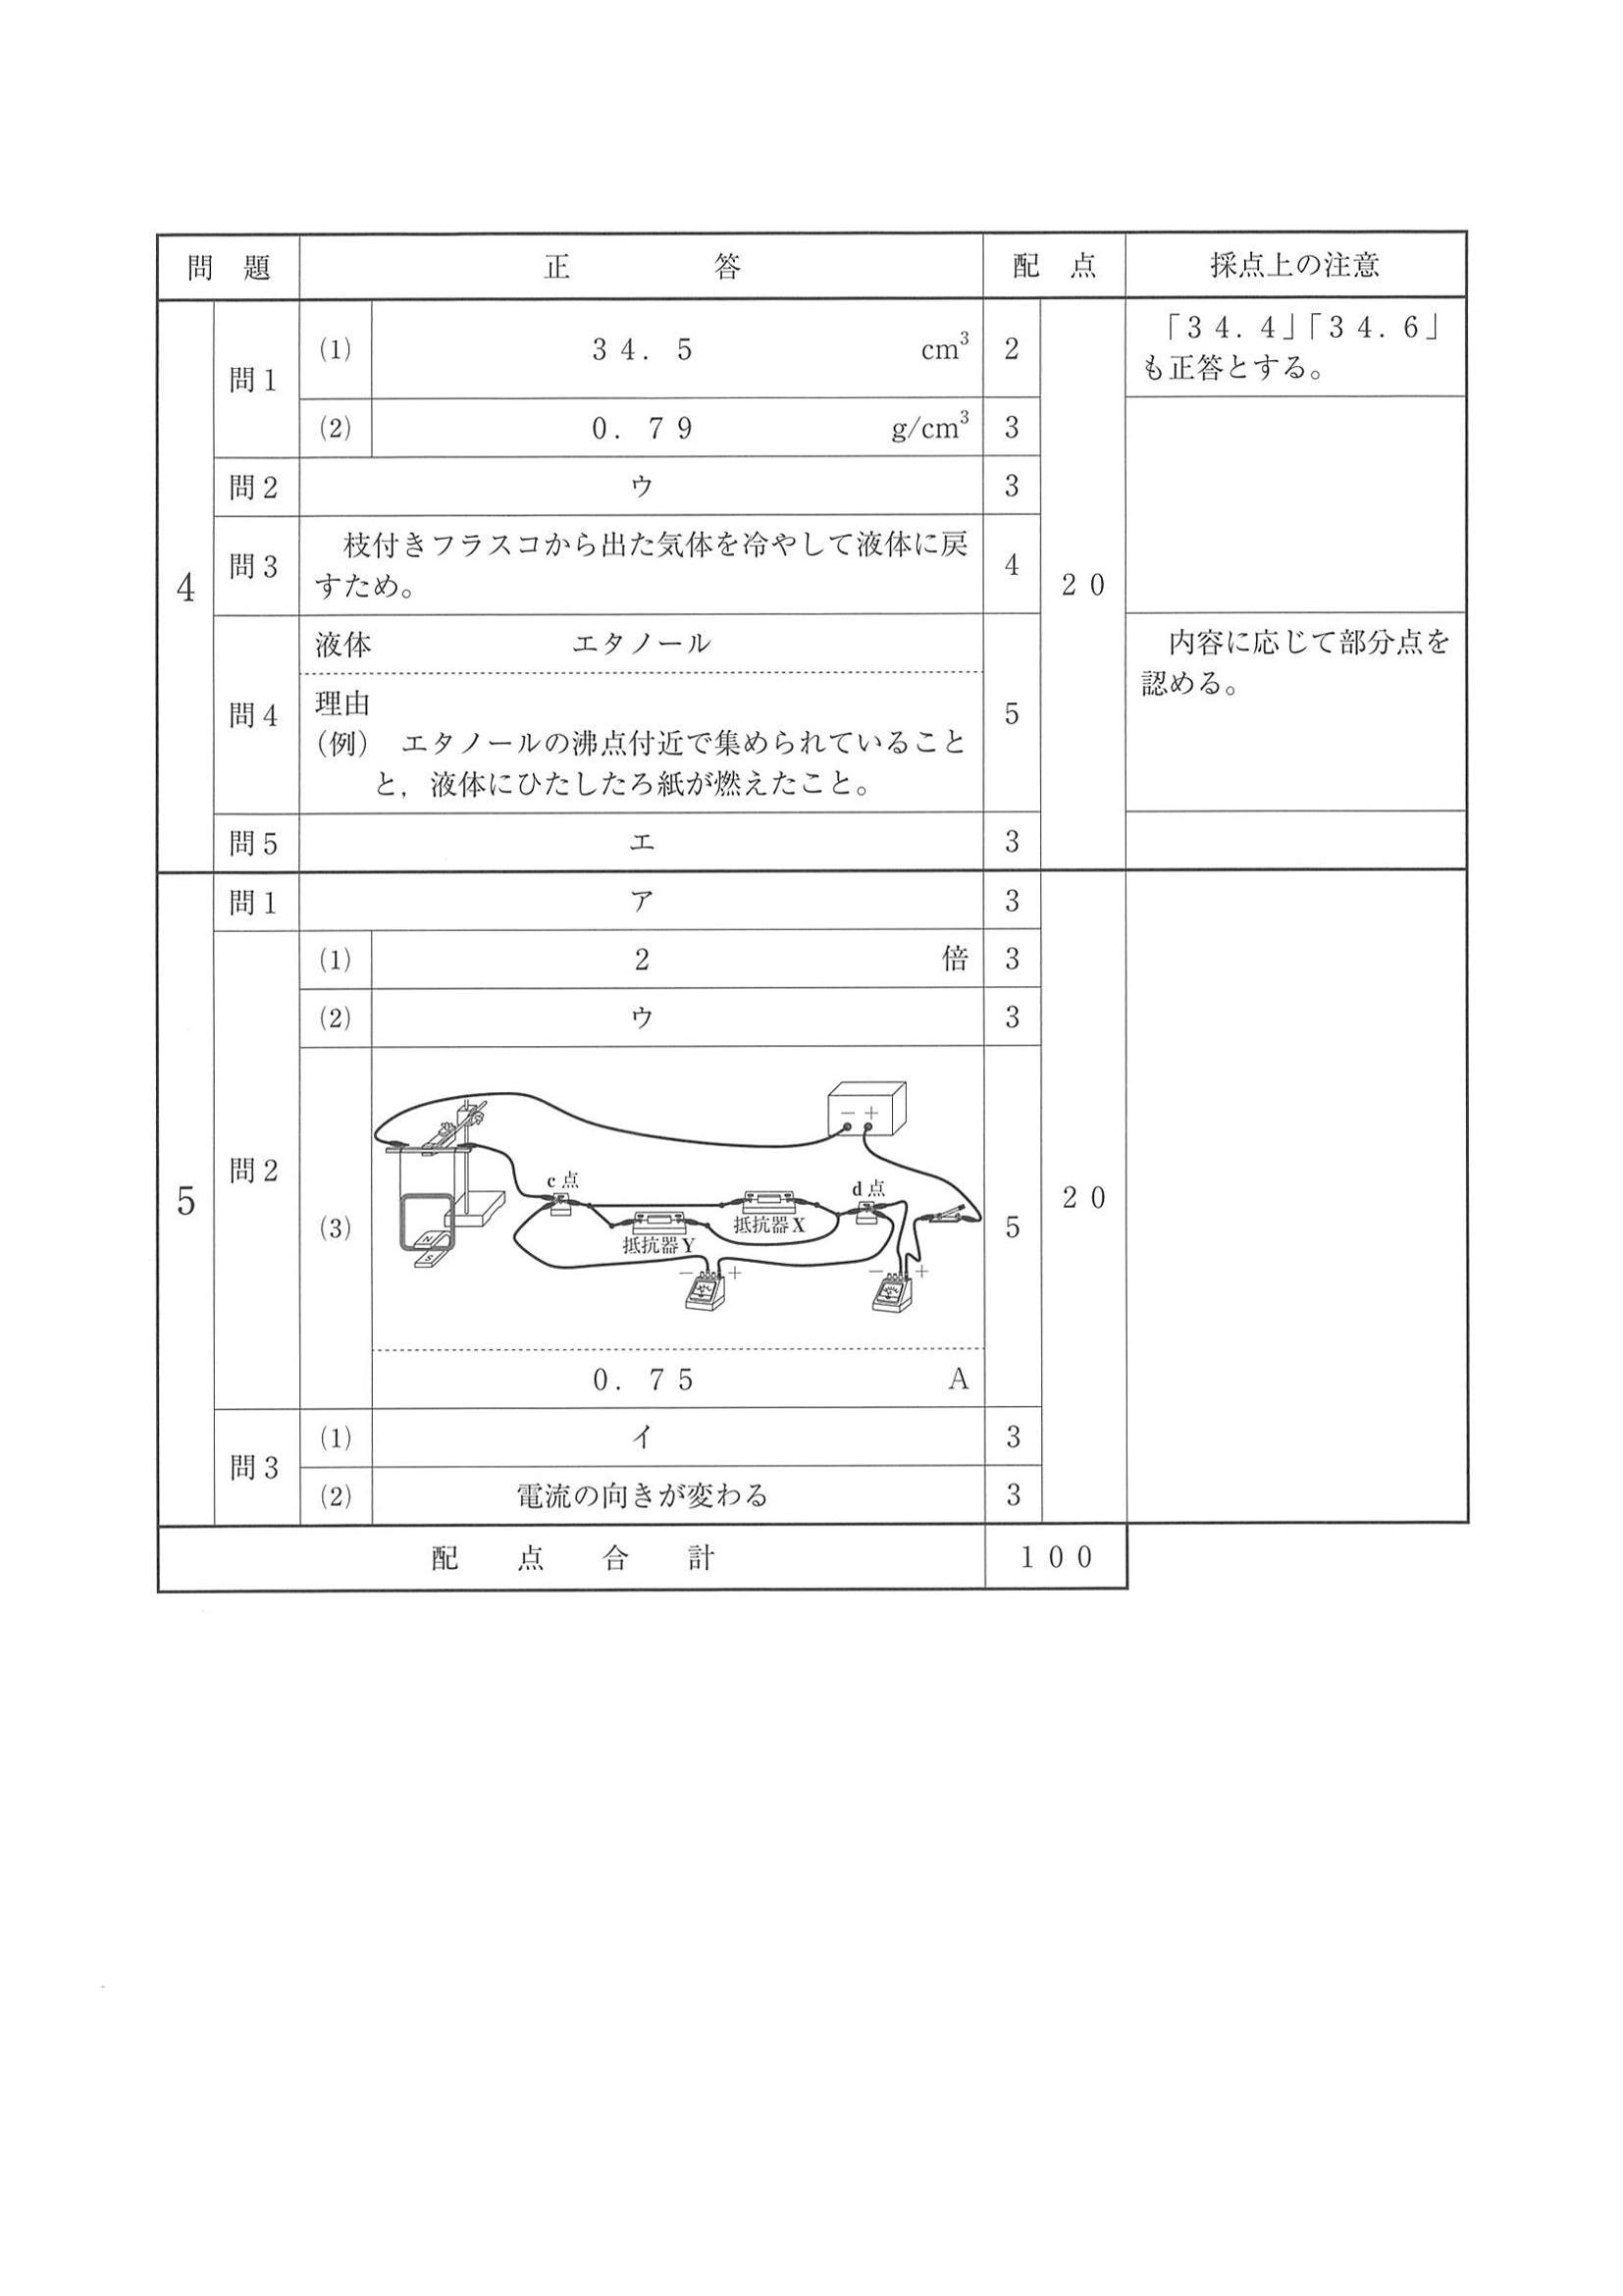 問 題 正 答 配 点 採点上の注意
4 問1 (1) 34.5 cm³ 2 20 「34.4」「34.6」
も正答とする。
(2) 0.79 g/cm³ 3
問2 ウ 3
問3 枝付きフラスコから出た気体を冷やして液体に戻
すため。 4
問4 液体 エタノール 5 内容に応じて部分点を
認める。
理由
(例) エタノールの沸点付近で集められていること
と，液体にひたしたろ紙が燃えたこと。
問5 エ 3
5 問1 ア 3 20
問2 (1) 2 倍 3
(2) ウ 3
(3) 5
− +
c点
d点
抵抗器X
抵抗器Y
− +
− +
N
S
0.75 A
問3 (1) イ 3
(2) 電流の向きが変わる 3
配 点 合 計 100